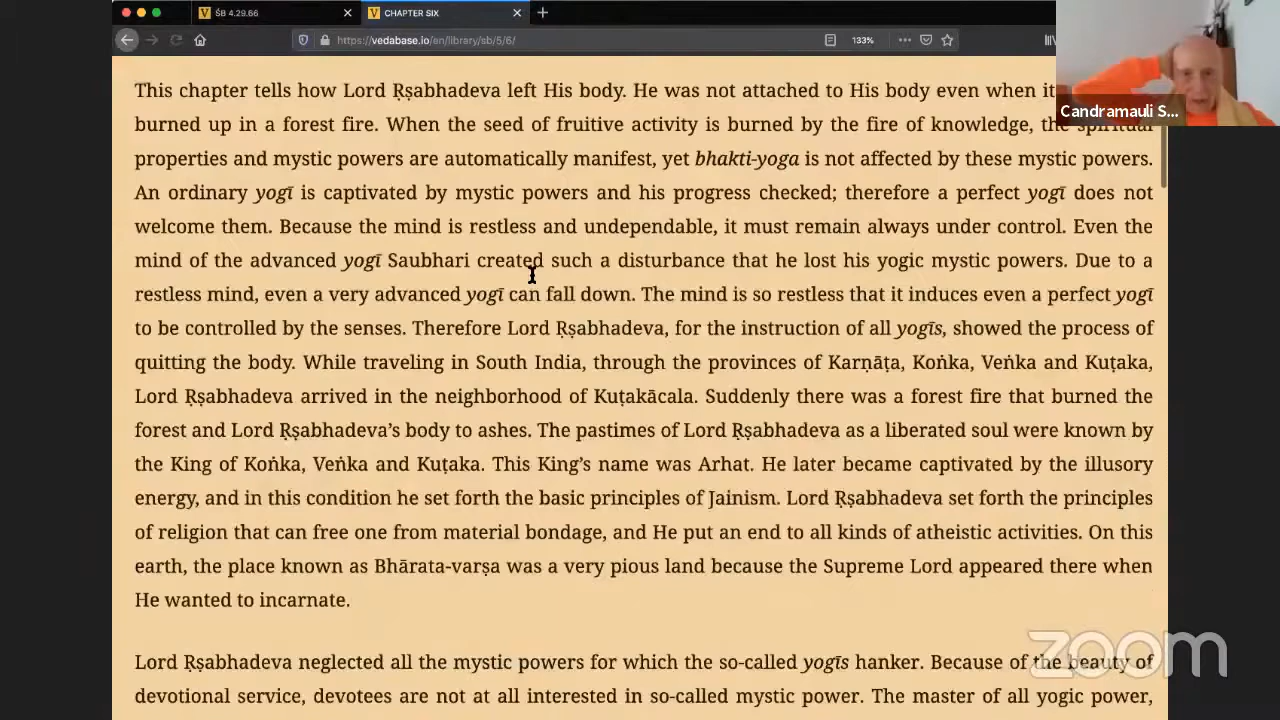 ŚB 4.29.66
CHAPTER SIX
https://vedabase.io/en/library/sb/5/6/
133%
Candramauli S...
This chapter tells how Lord Ṛṣabhadeva left His body. He was not attached to His body even when it
burned up in a forest fire. When the seed of fruitive activity is burned by the fire of knowledge, the spiritual
properties and mystic powers are automatically manifest, yet bhakti-yoga is not affected by these mystic powers.
An ordinary yogī is captivated by mystic powers and his progress checked; therefore a perfect yogī does not
welcome them. Because the mind is restless and undependable, it must remain always under control. Even the
mind of the advanced yogī Saubhari created such a disturbance that he lost his yogic mystic powers. Due to a
restless mind, even a very advanced yogī can fall down. The mind is so restless that it induces even a perfect yogī
to be controlled by the senses. Therefore Lord Ṛṣabhadeva, for the instruction of all yogīs, showed the process of
quitting the body. While traveling in South India, through the provinces of Karṇāṭa, Koṅka, Veṅka and Kuṭaka,
Lord Ṛṣabhadeva arrived in the neighborhood of Kuṭakācala. Suddenly there was a forest fire that burned the
forest and Lord Ṛṣabhadeva’s body to ashes. The pastimes of Lord Ṛṣabhadeva as a liberated soul were known by
the King of Koṅka, Veṅka and Kuṭaka. This King’s name was Arhat. He later became captivated by the illusory
energy, and in this condition he set forth the basic principles of Jainism. Lord Ṛṣabhadeva set forth the principles
of religion that can free one from material bondage, and He put an end to all kinds of atheistic activities. On this
earth, the place known as Bhārata-varṣa was a very pious land because the Supreme Lord appeared there when
He wanted to incarnate.
Lord Ṛṣabhadeva neglected all the mystic powers for which the so-called yogīs hanker. Because of the beauty of
devotional service, devotees are not at all interested in so-called mystic power. The master of all yogic power,
zoom